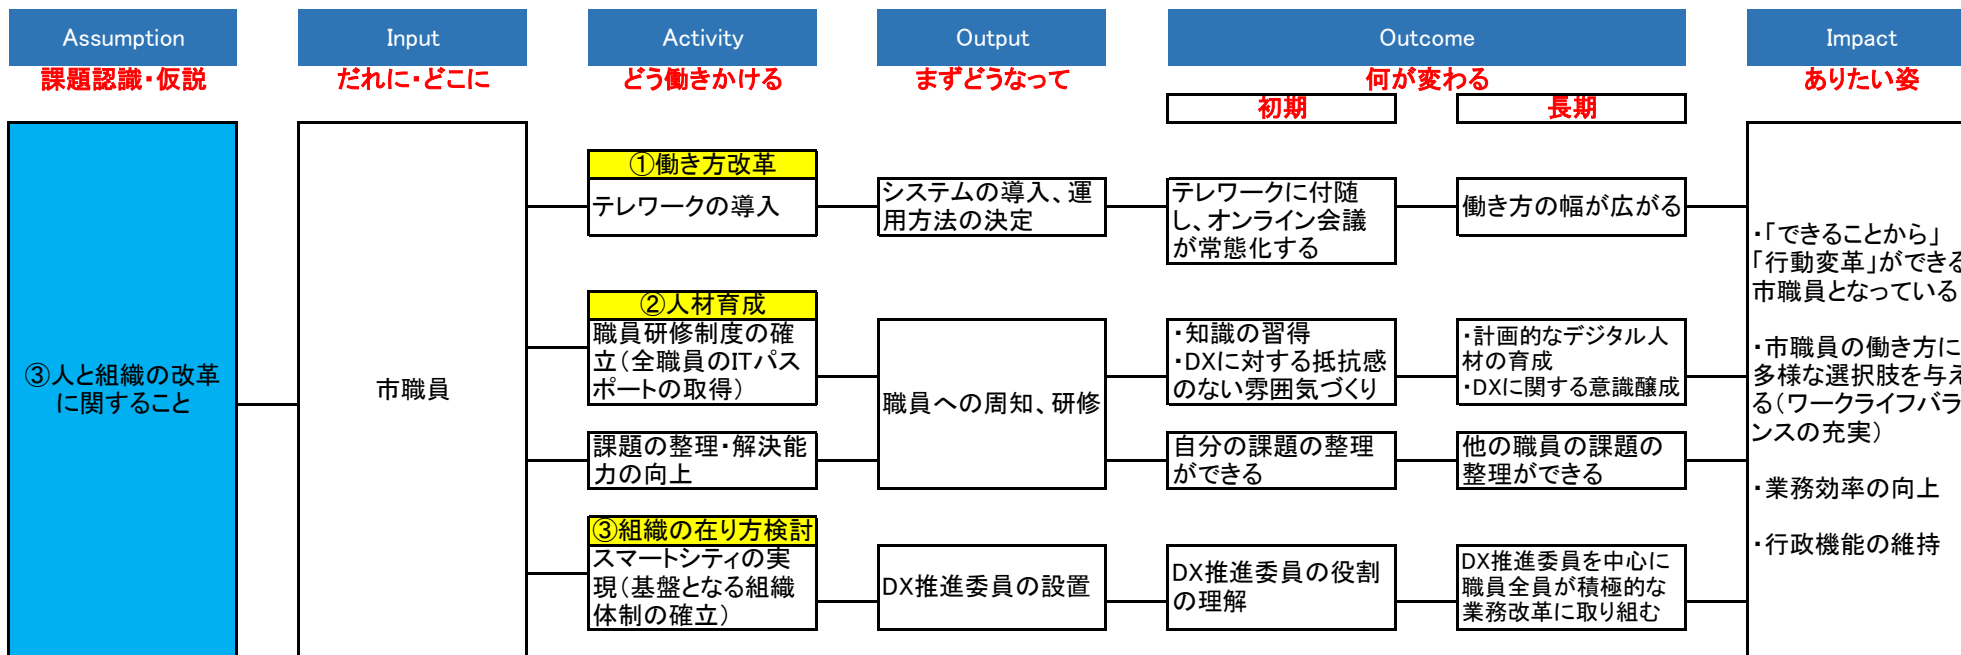 Assumption
Input
Activity
Output
Outcome
Impact
課題認識・仮説
だれに・どこに
どう働きかける
まずどうなって
何が変わる
ありたい姿
初期
長期
③人と組織の改革
に関すること
市職員
①働き方改革
テレワークの導入
システムの導入、運
用方法の決定
テレワークに付随
し、オンライン会議
が常態化する
働き方の幅が広がる
②人材育成
職員研修制度の確
立（全職員のITパス
ポートの取得）
課題の整理・解決能
力の向上
職員への周知、研修
・知識の習得
・DXに対する抵抗感
のない雰囲気づくり
・計画的なデジタル人
材の育成
・DXに関する意識醸成
自分の課題の整理
ができる
他の職員の課題の
整理ができる
③組織の在り方検討
スマートシティの実
現（基盤となる組織
体制の確立）
DX推進委員の設置
DX推進委員の役割
の理解
DX推進委員を中心に
職員全員が積極的な
業務改革に取り組む
・「できることから」
「行動変革」ができる
市職員となっている
・市職員の働き方に
多様な選択肢を与え
る（ワークライフバラ
ンスの充実）
・業務効率の向上
・行政機能の維持